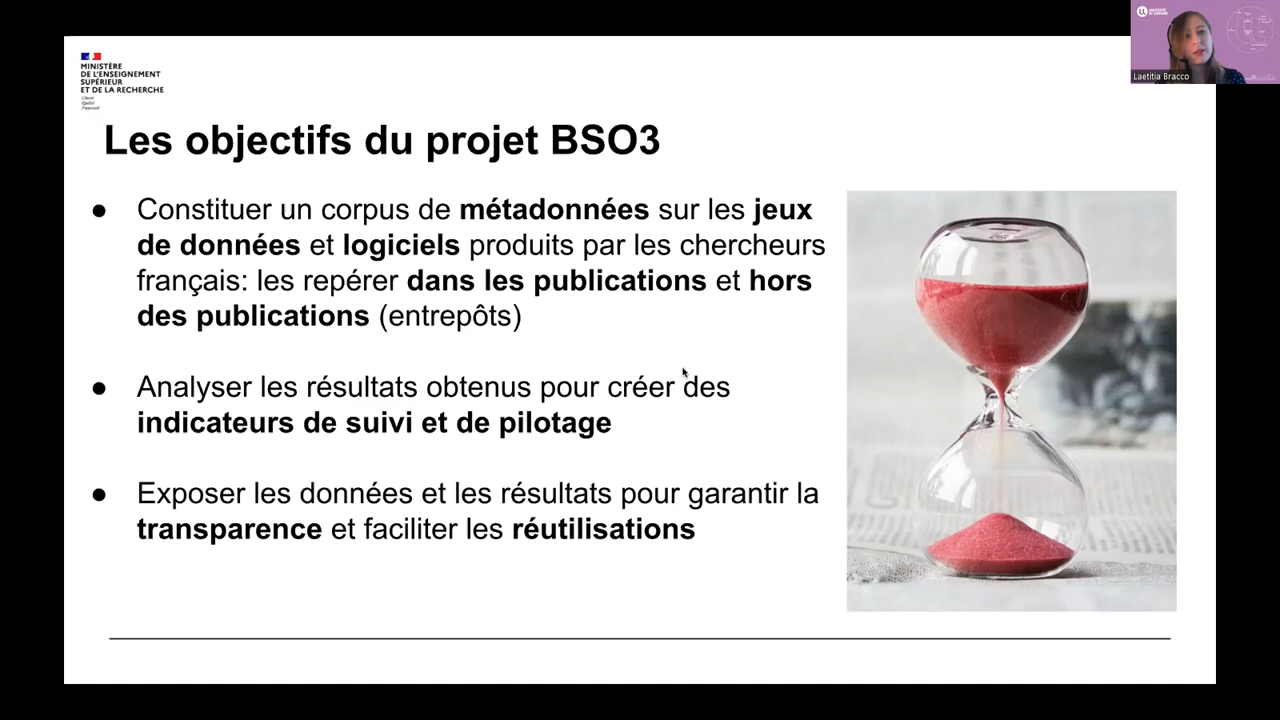 MINISTÈRE
DE L'ENSEIGNEMENT
SUPÉRIEUR
ET DE LA RECHERCHE
Liberté
Égalité
Fraternité
Laetitia Bracco
Les objectifs du projet BSO3
● Constituer un corpus de métadonnées sur les jeux
de données et logiciels produits par les chercheurs
français: les repérer dans les publications et hors
des publications (entrepôts)
● Analyser les résultats obtenus pour créer des
indicateurs de suivi et de pilotage
● Exposer les données et les résultats pour garantir la
transparence et faciliter les réutilisations